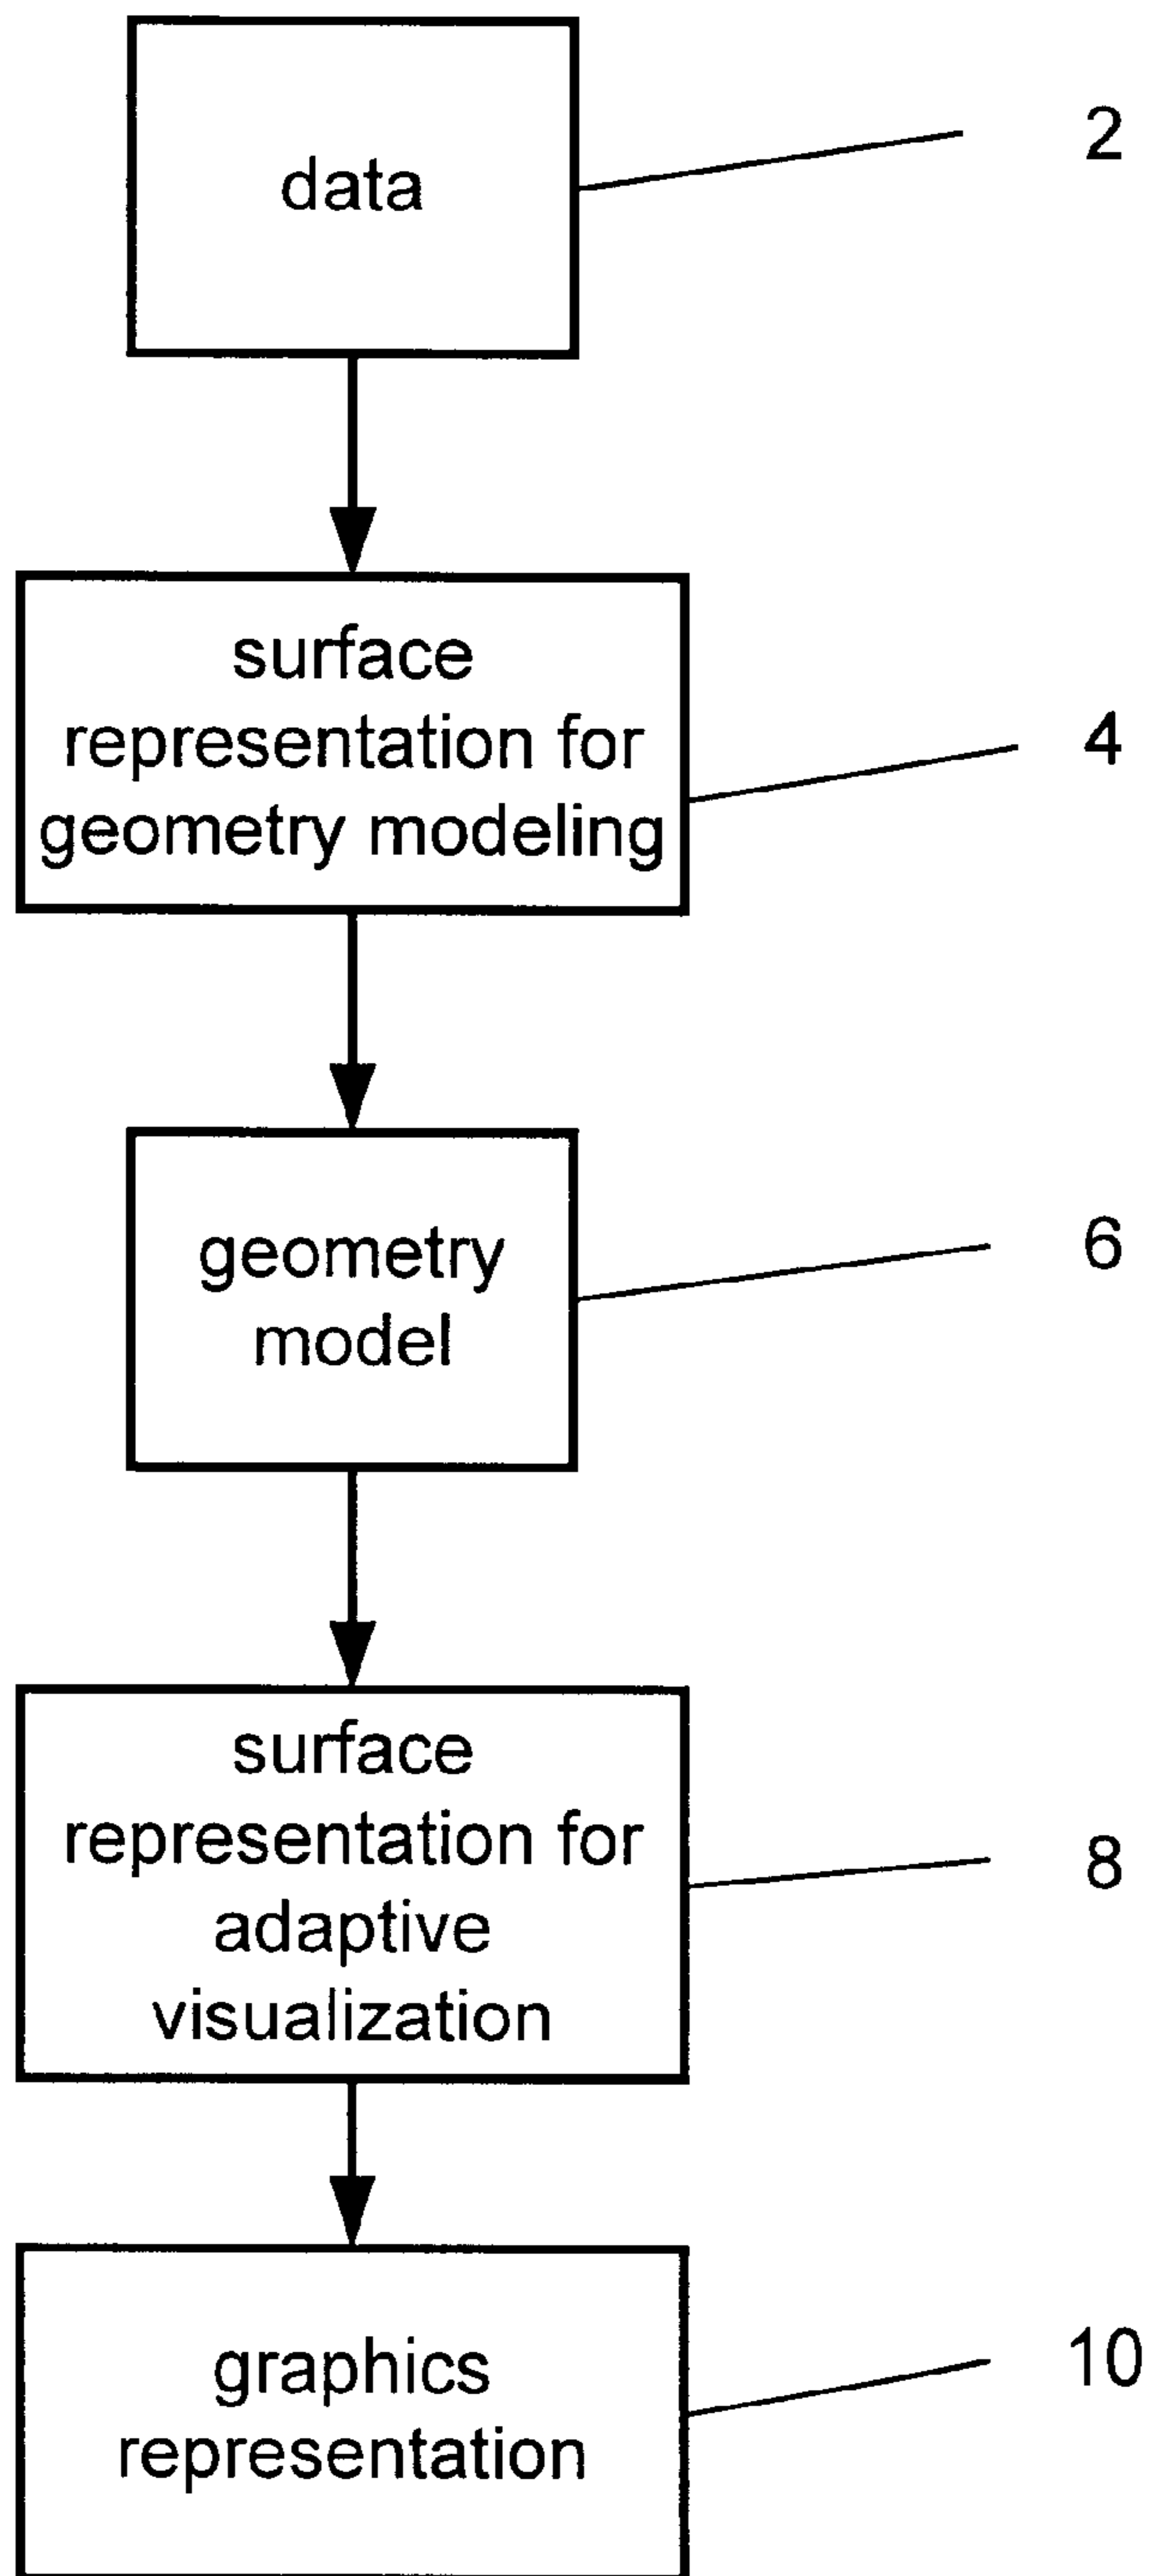 data
2
surface
representation for
geometry modeling
4
geometry
model
6
surface
representation for
adaptive
visualization
8
graphics
representation
10